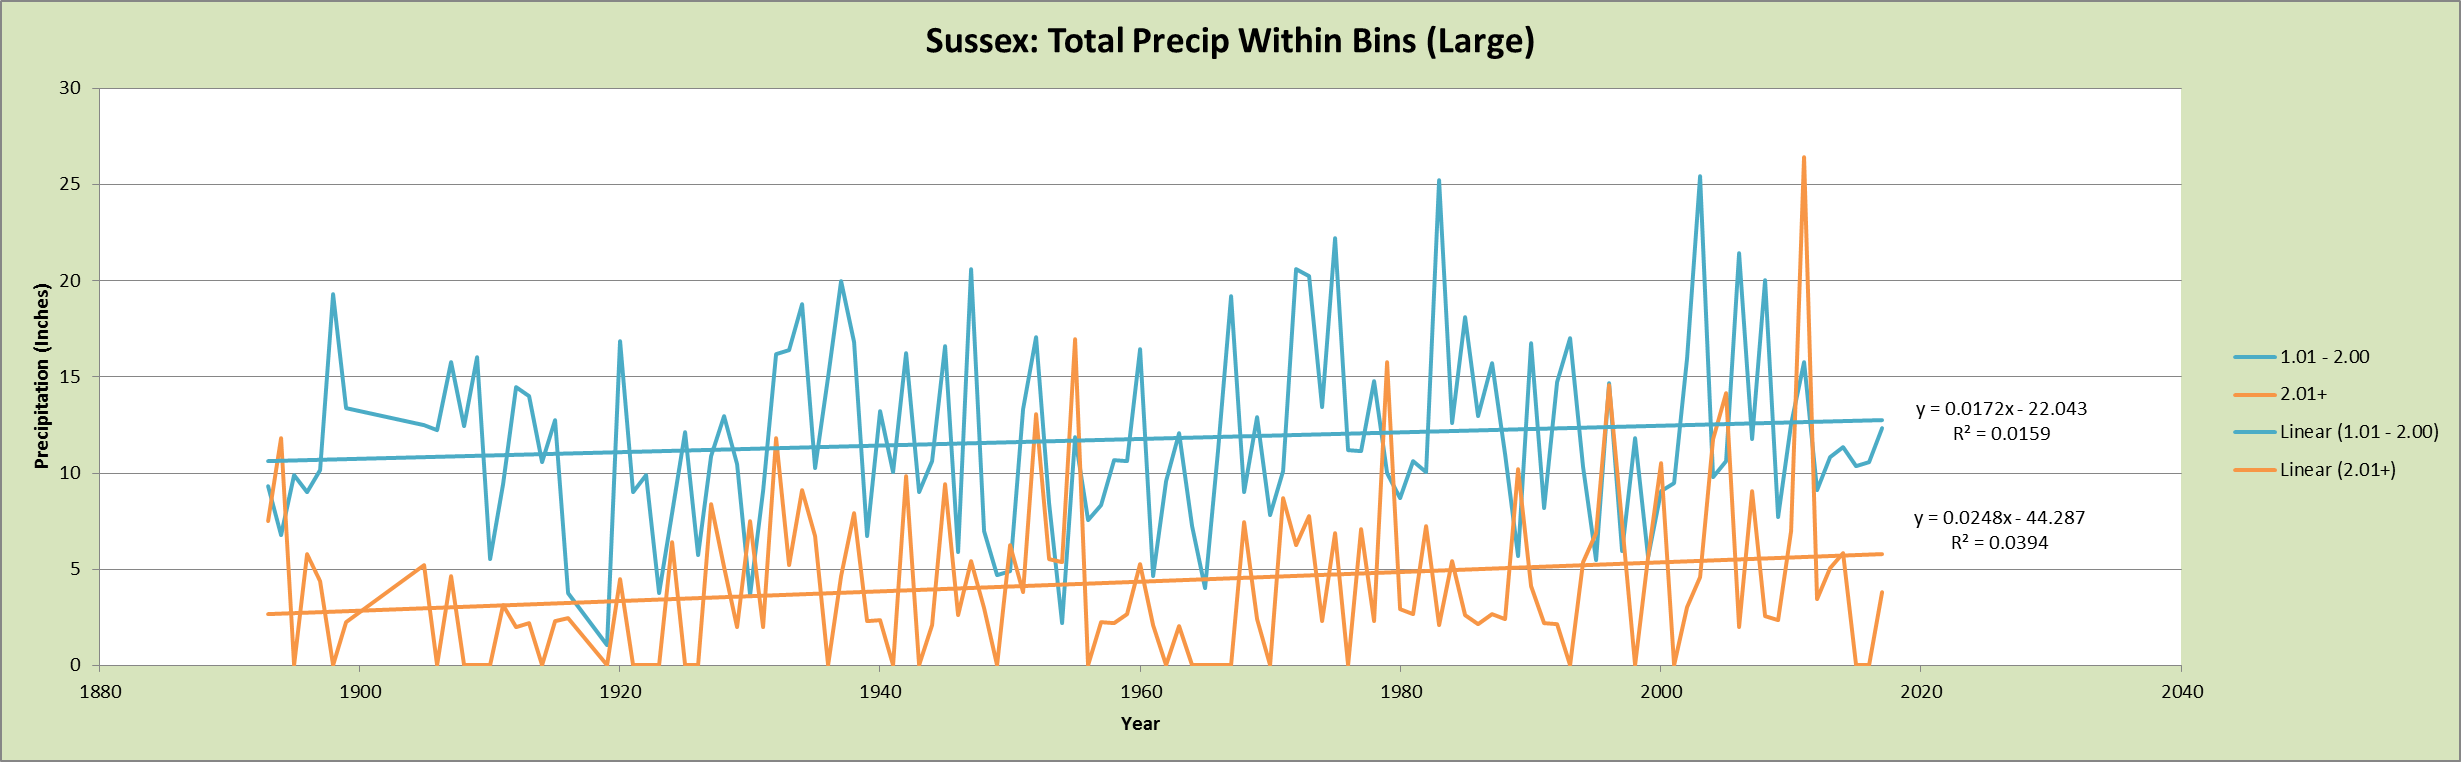 Sussex: Total Precip Within Bins (Large)
30
25
20
15
10
5
0
Precipitation (Inches)
1880
1900
1920
1940
1960
1980
2000
2020
2040
Year
y = 0.0172x - 22.043
R² = 0.0159
y = 0.0248x - 44.287
R² = 0.0394
1.01 - 2.00
2.01+
Linear (1.01 - 2.00)
Linear (2.01+)